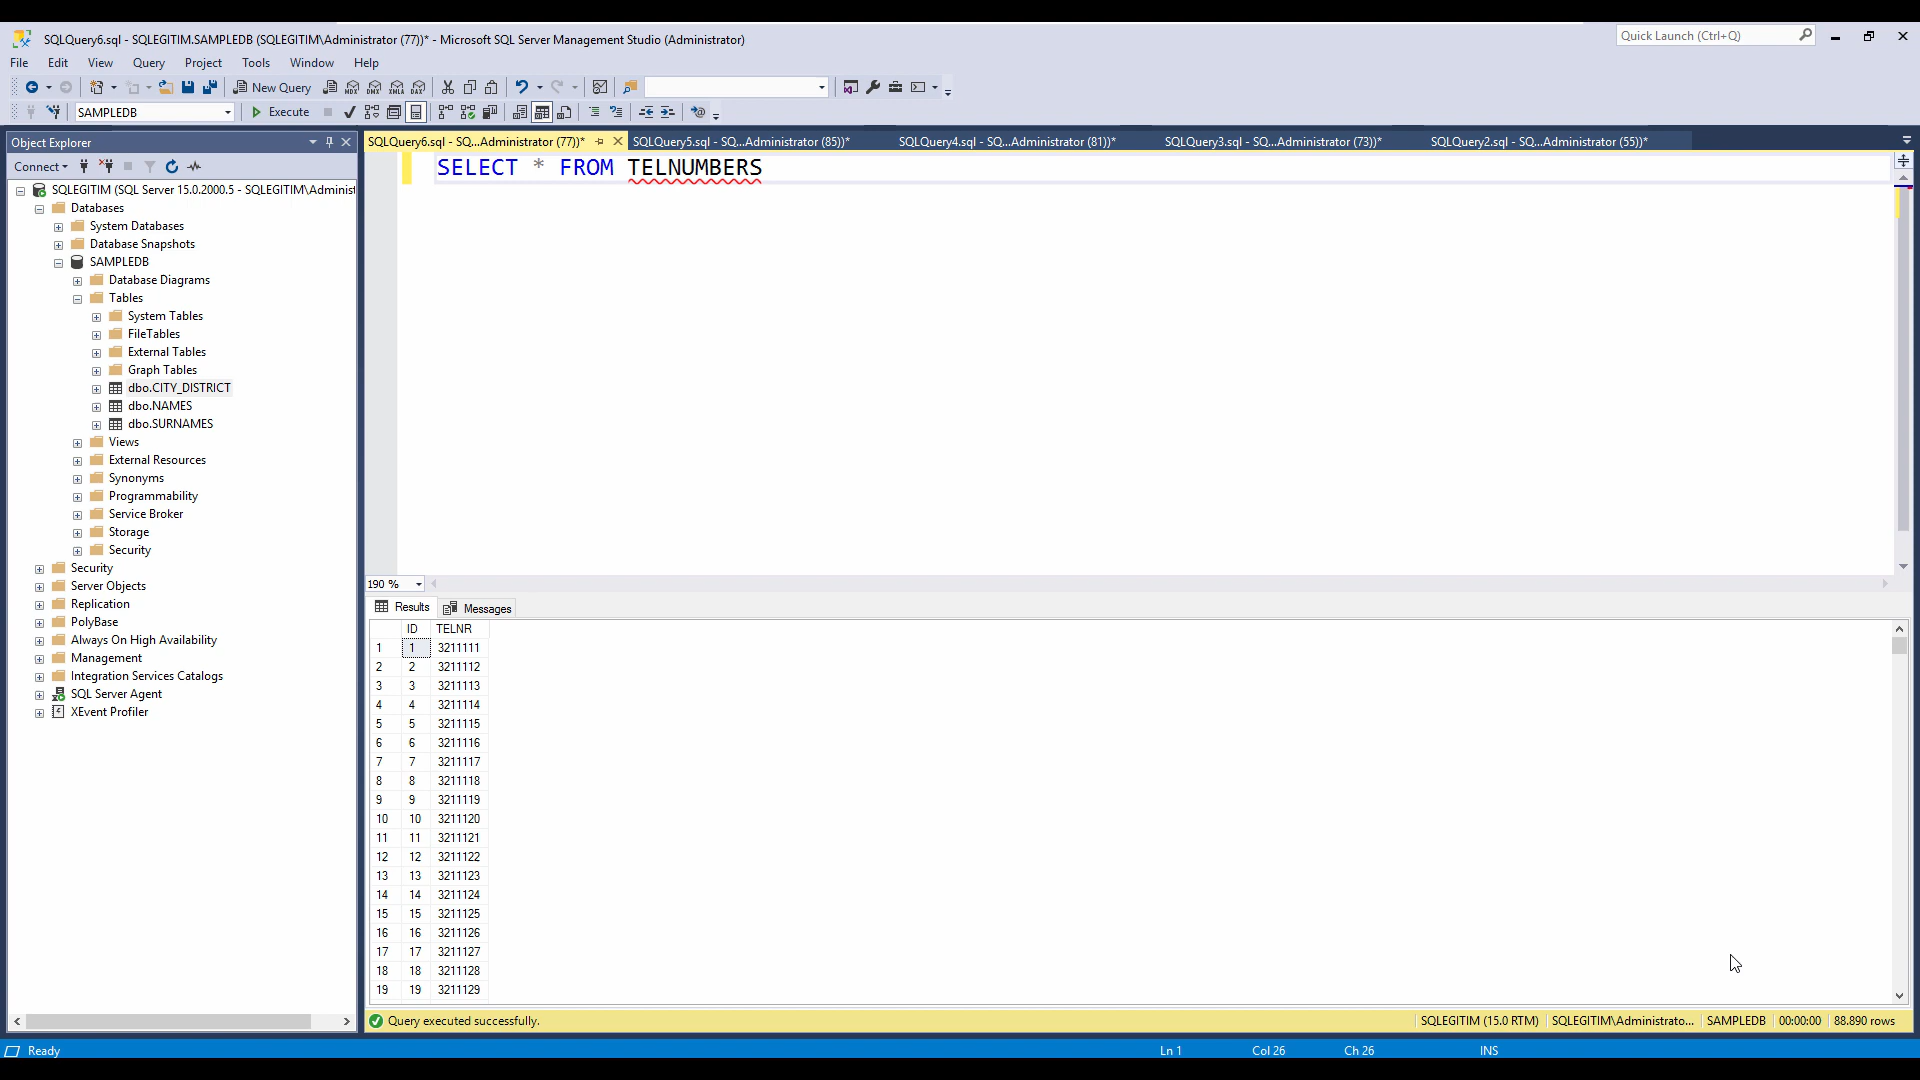 SQLQuery6.sql - SQLEGITIM.SAMPLEDB (SQLEGITIM\Administrator (77))* - Microsoft SQL Server Management Studio (Administrator)
Quick Launch (Ctrl+Q)
File Edit View Query Project Tools Window Help
New Query
SAMPLEDB
Execute
Object Explorer
Connect
SQLEGITIM (SQL Server 15.0.2000.5 - SQLEGITIM\Administ
Databases
System Databases
Database Snapshots
SAMPLEDB
Database Diagrams
Tables
System Tables
FileTables
External Tables
Graph Tables
dbo.CITY_DISTRICT
dbo.NAMES
dbo.SURNAMES
Views
External Resources
Synonyms
Programmability
Service Broker
Storage
Security
Security
Server Objects
Replication
PolyBase
Always On High Availability
Management
Integration Services Catalogs
SQL Server Agent
XEvent Profiler
SQLQuery6.sql - SQ...Administrator (77))* SQLQuery5.sql - SQ...Administrator (85))* SQLQuery4.sql - SQ...Administrator (81))* SQLQuery3.sql - SQ...Administrator (73))* SQLQuery2.sql - SQ...Administrator (55))*
SELECT * FROM TELNUMBERS
190 %
Results Messages
ID TELNR
1 1 3211111
2 2 3211112
3 3 3211113
4 4 3211114
5 5 3211115
6 6 3211116
7 7 3211117
8 8 3211118
9 9 3211119
10 10 3211120
11 11 3211121
12 12 3211122
13 13 3211123
14 14 3211124
15 15 3211125
16 16 3211126
17 17 3211127
18 18 3211128
19 19 3211129
Query executed successfully. SQLEGITIM (15.0 RTM) SQLEGITIM\Administrato... SAMPLEDB 00:00:00 88.890 rows
Ready Ln 1 Col 26 Ch 26 INS